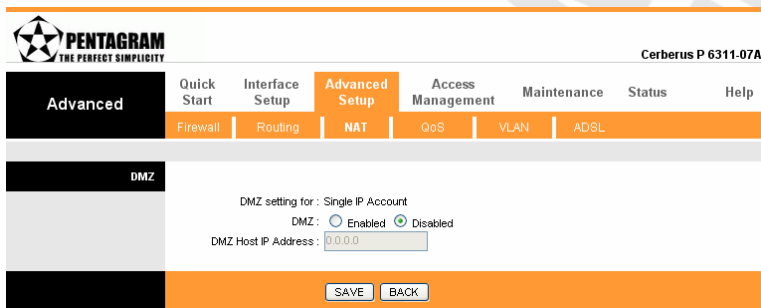 PENTAGRAM
THE PERFECT SIMPLICITY
Cerberus P 6311-07A
Advanced
Quick Start
Interface Setup
Advanced Setup
Access Management
Maintenance
Status
Help
Firewall
Routing
NAT
QoS
VLAN
ADSL
DMZ
DMZ setting for : Single IP Account
DMZ : Enabled Disabled
DMZ Host IP Address : 0.0.0.0
SAVE BACK